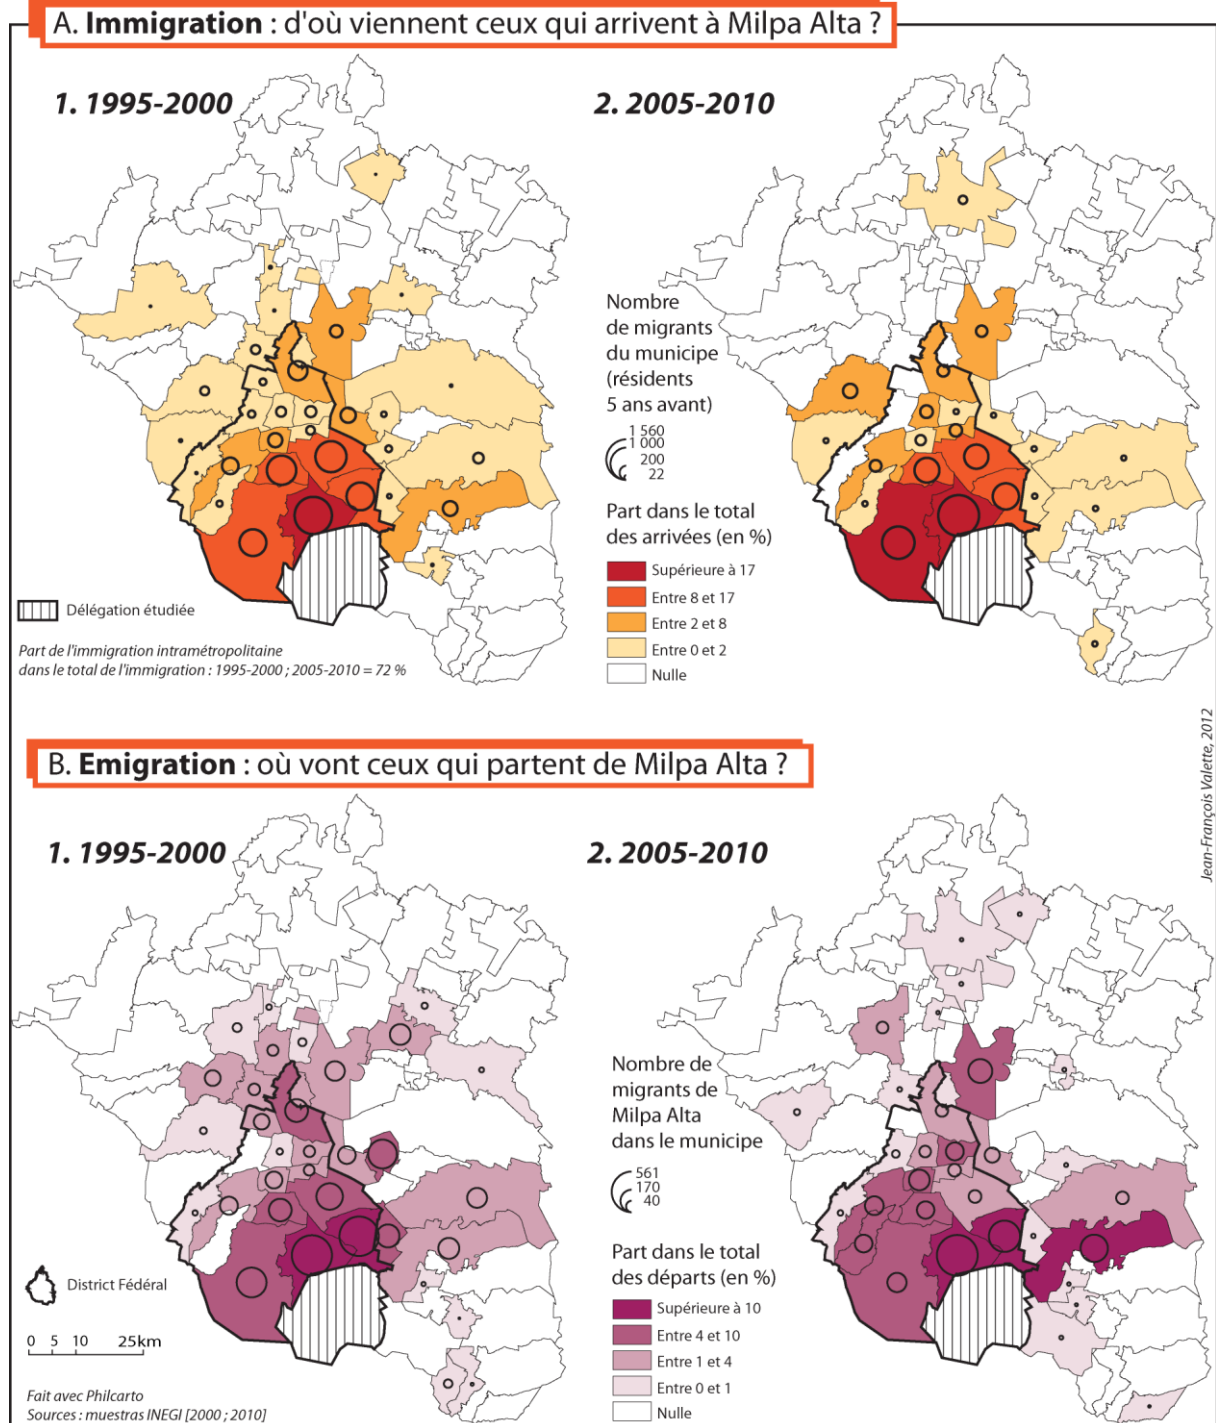 A. Immigration : d'où viennent ceux qui arrivent à Milpa Alta ?
1. 1995-2000
2. 2005-2010
Nombre
de migrants
du municipe
(résidents
5 ans avant)
1 560
1 000
200
22
Part dans le total
des arrivées (en %)
Supérieure à 17
Entre 8 et 17
Entre 2 et 8
Entre 0 et 2
Nulle
Délégation étudiée
Part de l'immigration intramétropolitaine
dans le total de l'immigration : 1995-2000 ; 2005-2010 = 72 %
Jean-François Valette, 2012
B. Emigration : où vont ceux qui partent de Milpa Alta ?
1. 1995-2000
2. 2005-2010
Nombre de
migrants de
Milpa Alta
dans le municipe
561
170
40
Part dans le total
des départs (en %)
Supérieure à 10
Entre 4 et 10
Entre 1 et 4
Entre 0 et 1
Nulle
District Fédéral
0 5 10 25km
Fait avec Philcarto
Sources : muestras INEGI [2000 ; 2010]